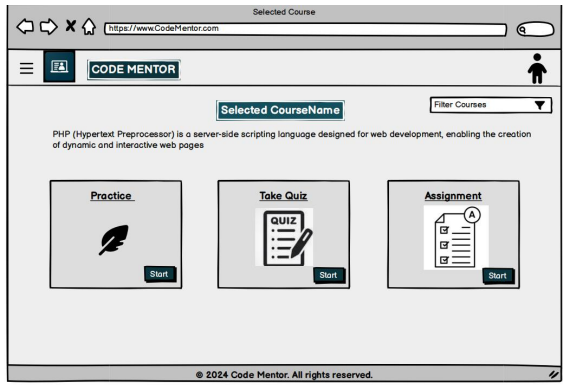 Selected Course
https://www.CodeMentor.com
CODE MENTOR
Selected CourseName
Filter Courses
PHP (Hypertext Preprocessor) is a server-side scripting language designed for web development, enabling the creation
of dynamic and interactive web pages
Practice
Start
Take Quiz
QUIZ
Start
Assignment
A
Start
© 2024 Code Mentor. All rights reserved.